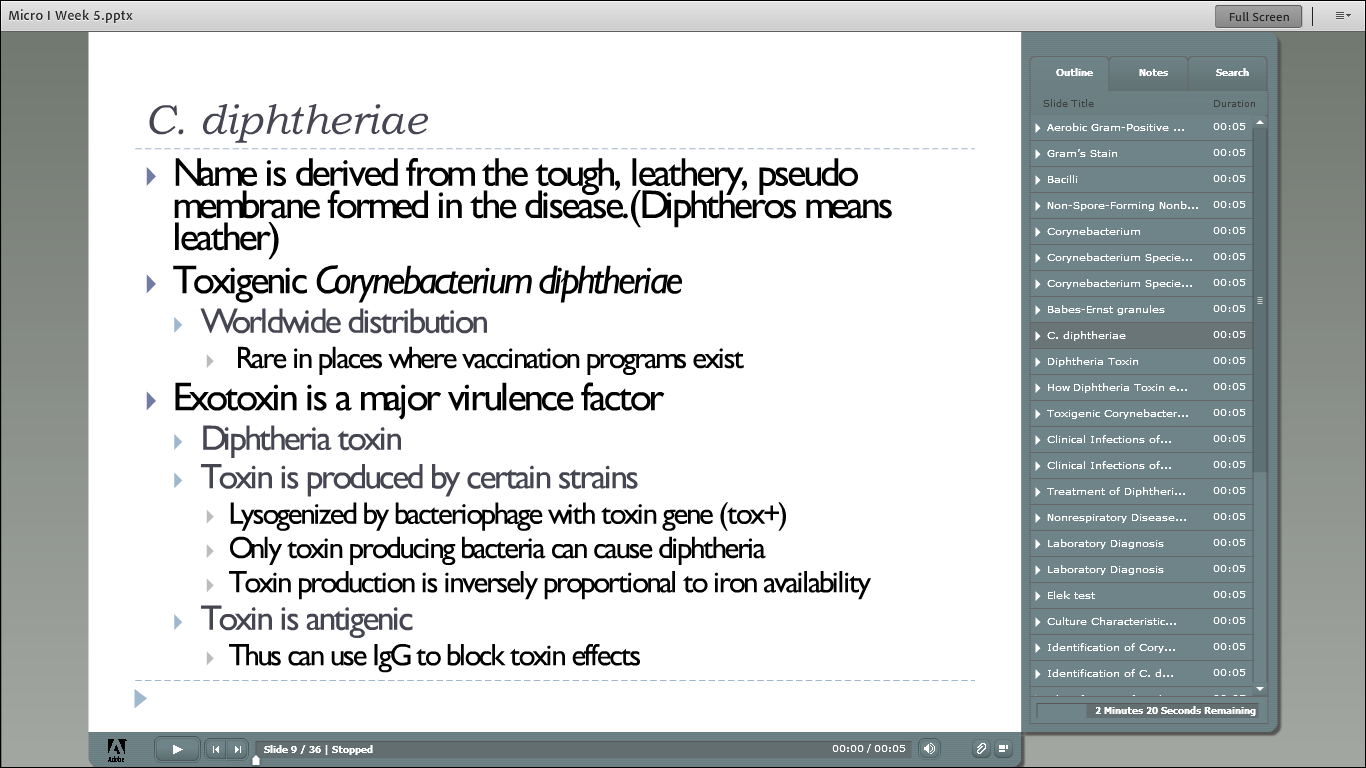 Micro I Week 5.pptx
Full Screen
C. diphtheriae
Name is derived from the tough, leathery, pseudo
membrane formed in the disease.(Diphtheros means
leather)
Toxigenic Corynebacterium diphtheriae
Worldwide distribution
Rare in places where vaccination programs exist
Exotoxin is a major virulence factor
Diphtheria toxin
Toxin is produced by certain strains
Lysogenized by bacteriophage with toxin gene (tox+)
Only toxin producing bacteria can cause diphtheria
Toxin production is inversely proportional to iron availability
Toxin is antigenic
Thus can use IgG to block toxin effects
Outline Notes Search
Slide Title Duration
Aerobic Gram-Positive ... 00:05
Gram's Stain 00:05
Bacilli 00:05
Non-Spore-Forming Nonb... 00:05
Corynebacterium 00:05
Corynebacterium Specie... 00:05
Corynebacterium Specie... 00:05
Babes-Ernst granules 00:05
C. diphtheriae 00:05
Diphtheria Toxin 00:05
How Diphtheria Toxin e... 00:05
Toxigenic Corynebacter... 00:05
Clinical Infections of... 00:05
Clinical Infections of... 00:05
Treatment of Diphtheri... 00:05
Nonrespiratory Disease... 00:05
Laboratory Diagnosis 00:05
Laboratory Diagnosis 00:05
Elek test 00:05
Culture Characteristic... 00:05
Identification of Cory... 00:05
Identification of C. d... 00:05
2 Minutes 20 Seconds Remaining
Adobe
Slide 9 / 36 | Stopped 00:00 / 00:05